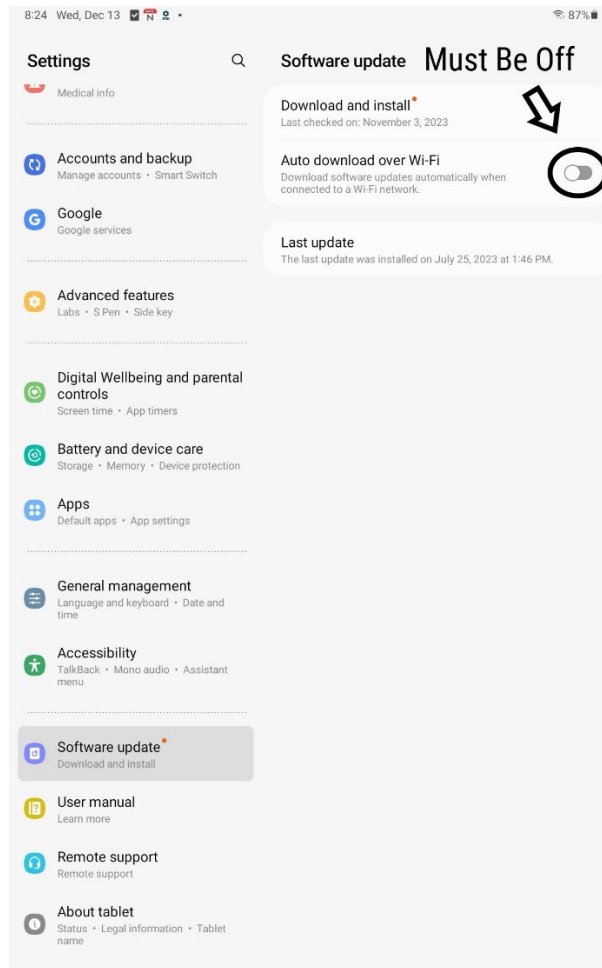 8:24 Wed, Dec 13
87%
Settings
Medical info
Accounts and backup
Manage accounts • Smart Switch
Google
Google services
Advanced features
Labs • S Pen • Side key
Digital Wellbeing and parental
controls
Screen time • App timers
Battery and device care
Storage • Memory • Device protection
Apps
Default apps • App settings
General management
Language and keyboard • Date and
time
Accessibility
TalkBack • Mono audio • Assistant
menu
Software update
Download and install
User manual
Learn more
Remote support
Remote support
About tablet
Status • Legal information • Tablet
name
Software update Must Be Off
Download and install
Last checked on: November 3, 2023
Auto download over Wi-Fi
Download software updates automatically when
connected to a Wi-Fi network.
Last update
The last update was installed on July 25, 2023 at 1:46 PM.